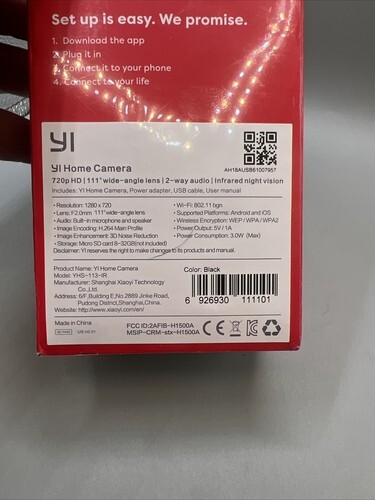 Set up is easy. We promise.
1. Download the app
2. Plug it in
3. Connect it to your phone
4. Connect to your life
YI
AH18AUSB61007957
YI Home Camera
720p HD | 111° wide-angle lens | 2-way audio | Infrared night vision
Includes: YI Home Camera, Power adapter, USB cable, User manual
• Resolution: 1280 x 720
• Lens: F2.0mm 111°wide-angle lens
• Audio: Built-in microphone and speaker
• Image Encoding: H.264 Main Profile
• Image Enhancement: 3D Noise Reduction
• Storage: Micro SD card 8-32GB(not included)
• Wi-Fi: 802.11 bgn
• Supported Platforms: Android and iOS
• Wireless Encryption: WEP / WPA / WPA2
• Power Output: 5V / 1A
• Power Consumption: 3.0W (Max)
Disclaimer: YI reserves the right to make changes to its products and manual.
Product Name: YI Home Camera
Model: YHS-113-IR
Manufacturer: Shanghai Xiaoyi Technology
Co.,Ltd.
Address: 6/F,Building E,No.2889 Jinke Road,
Pudong District,Shanghai,China.
Website: http://www.xiaoyi.com/en/
Color: Black
6 926930 111101
Made in China
FCC ID:2AFIB-H1500A
MSIP-CRM-stx-H1500A